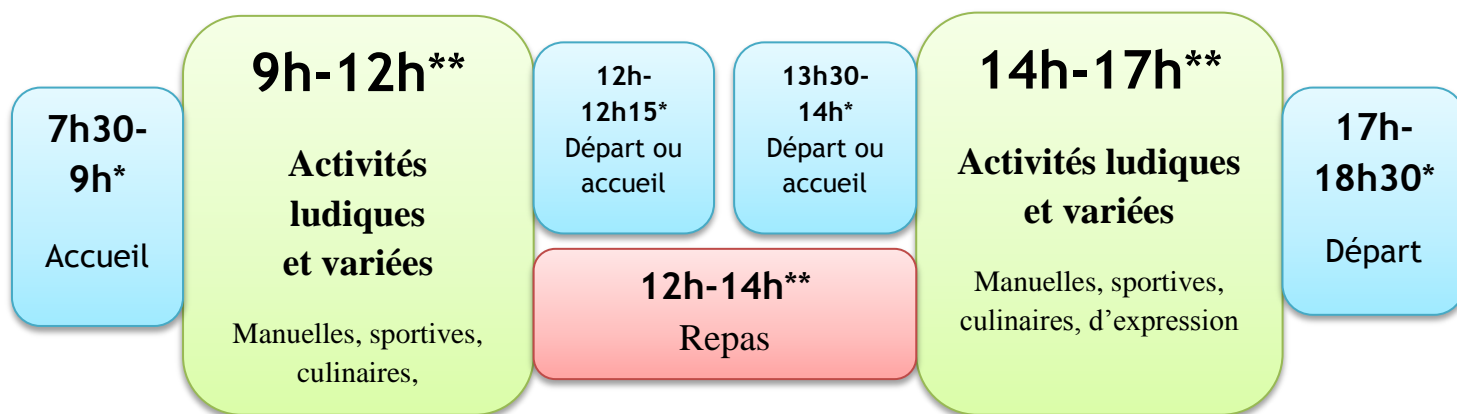 7h30-
9h*
Accueil
9h-12h**
Activités
ludiques
et variées
Manuelles, sportives,
culinaires,
12h-
12h15*
Départ ou
accueil
13h30-
14h*
Départ ou
accueil
12h-14h**
Repas
14h-17h**
Activités ludiques
et variées
Manuelles, sportives,
culinaires, d’expression
17h-
18h30*
Départ